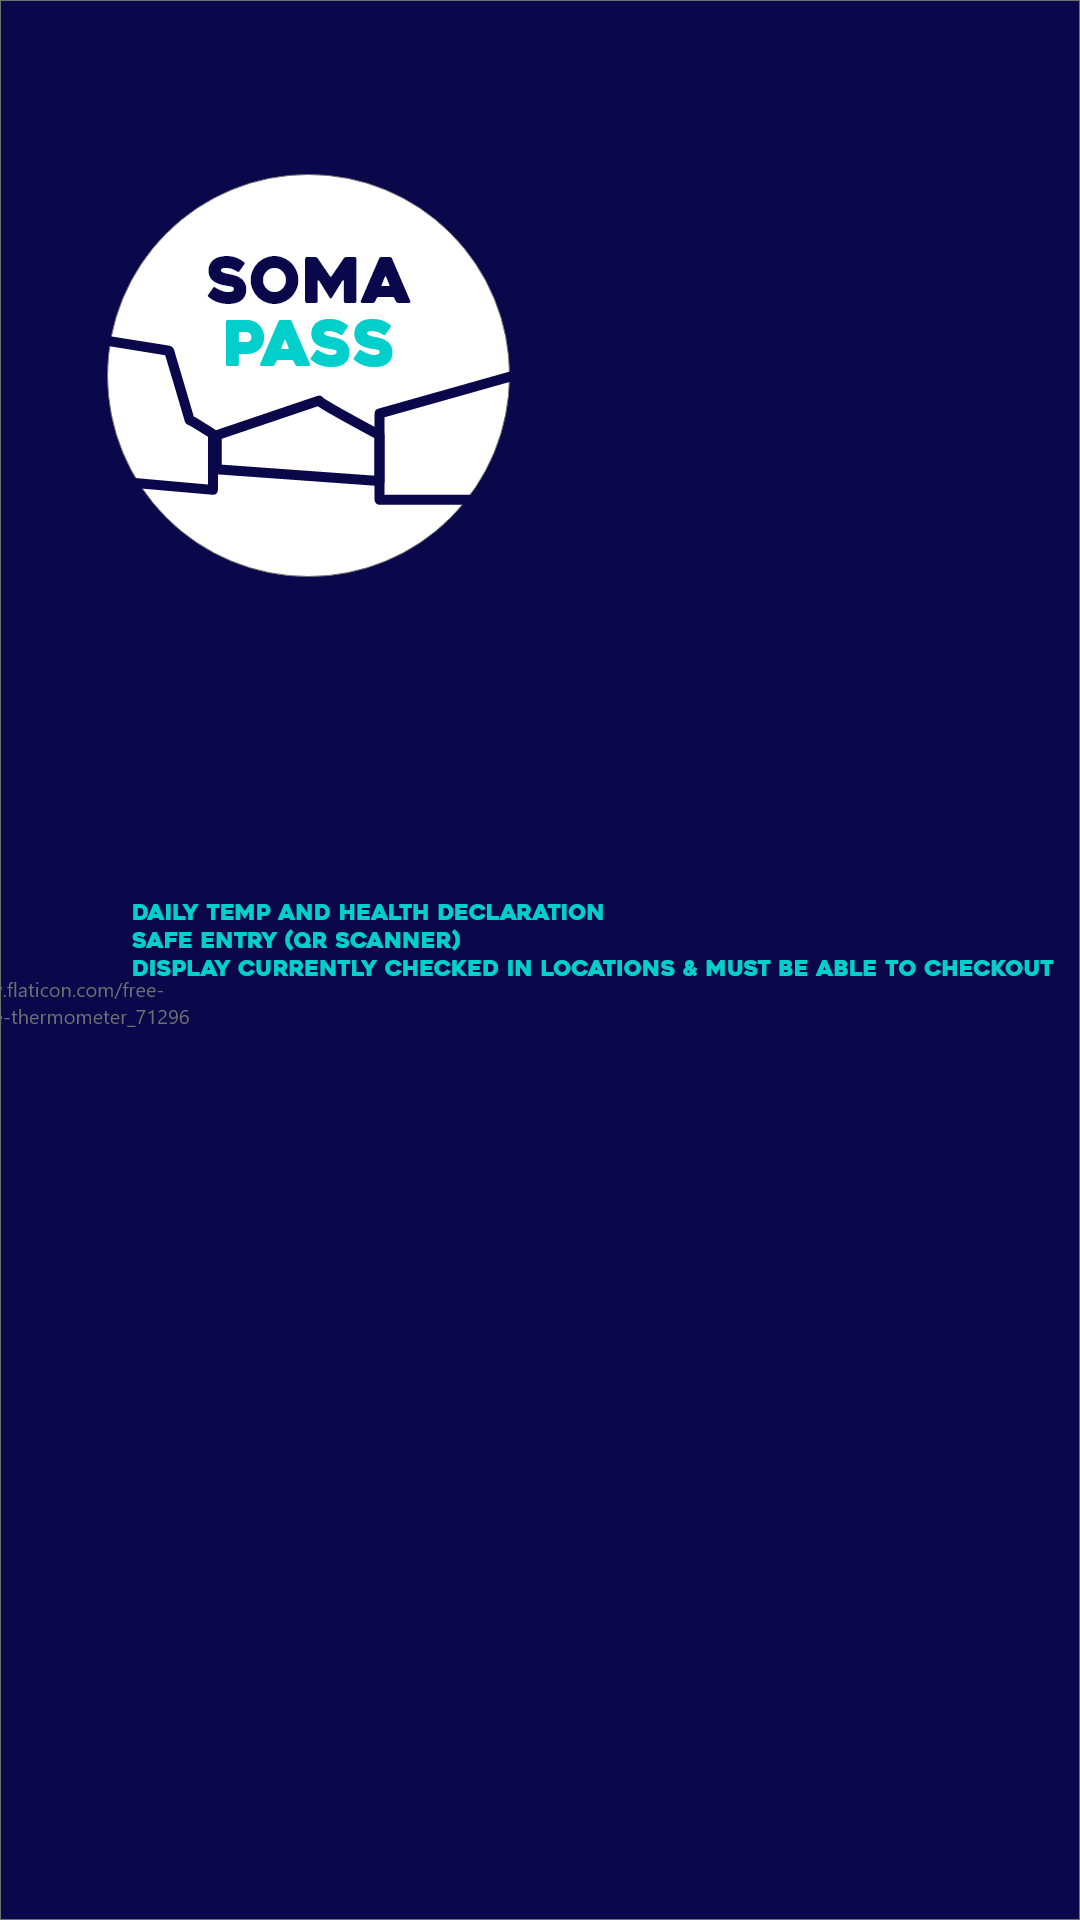 SOMA
PASS
DAILY TEMP AND HEALTH DECLARATION
SAFE ENTRY (QR SCANNER)
DISPLAY CURRENTLY CHECKED IN LOCATIONS & MUST BE ABLE TO CHECKOUT
.flaticon.com/free-
-thermometer_71296